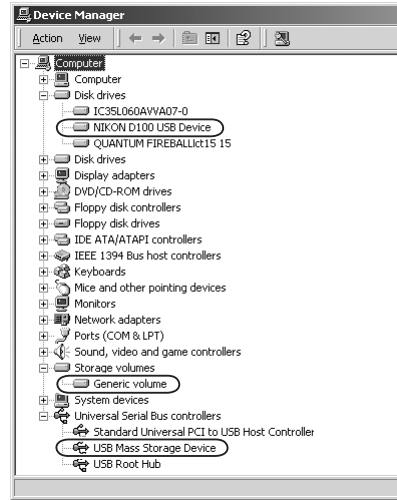 Device Manager
Action View
Computer
Computer
Disk drives
IC35L060AVVA07-0
NIKON D100 USB Device
QUANTUM FIREBALLlct15 15
Disk drives
Display adapters
DVD/CD-ROM drives
Floppy disk controllers
Floppy disk drives
IDE ATA/ATAPI controllers
IEEE 1394 Bus host controllers
Keyboards
Mice and other pointing devices
Monitors
Network adapters
Ports (COM & LPT)
Sound, video and game controllers
Storage volumes
Generic volume
System devices
Universal Serial Bus controllers
Standard Universal PCI to USB Host Controller
USB Mass Storage Device
USB Root Hub